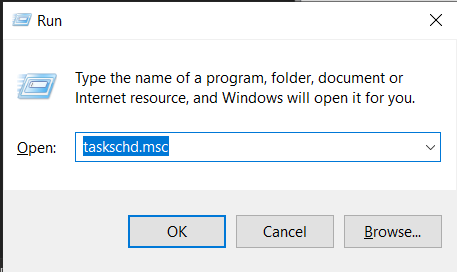 Run
Type the name of a program, folder, document or
Internet resource, and Windows will open it for you.
Open: taskschd.msc
OK Cancel Browse...